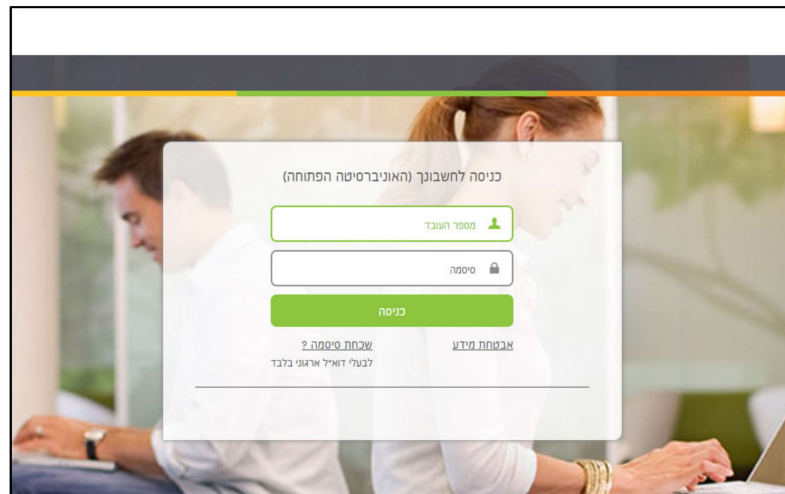 כניסה לחשבונך (האוניברסיטה הפתוחה)
מספר העובד
סיסמה
כניסה
אבטחת מידע
שכחת סיסמה ?
לבעלי דוא״ל ארגוני בלבד